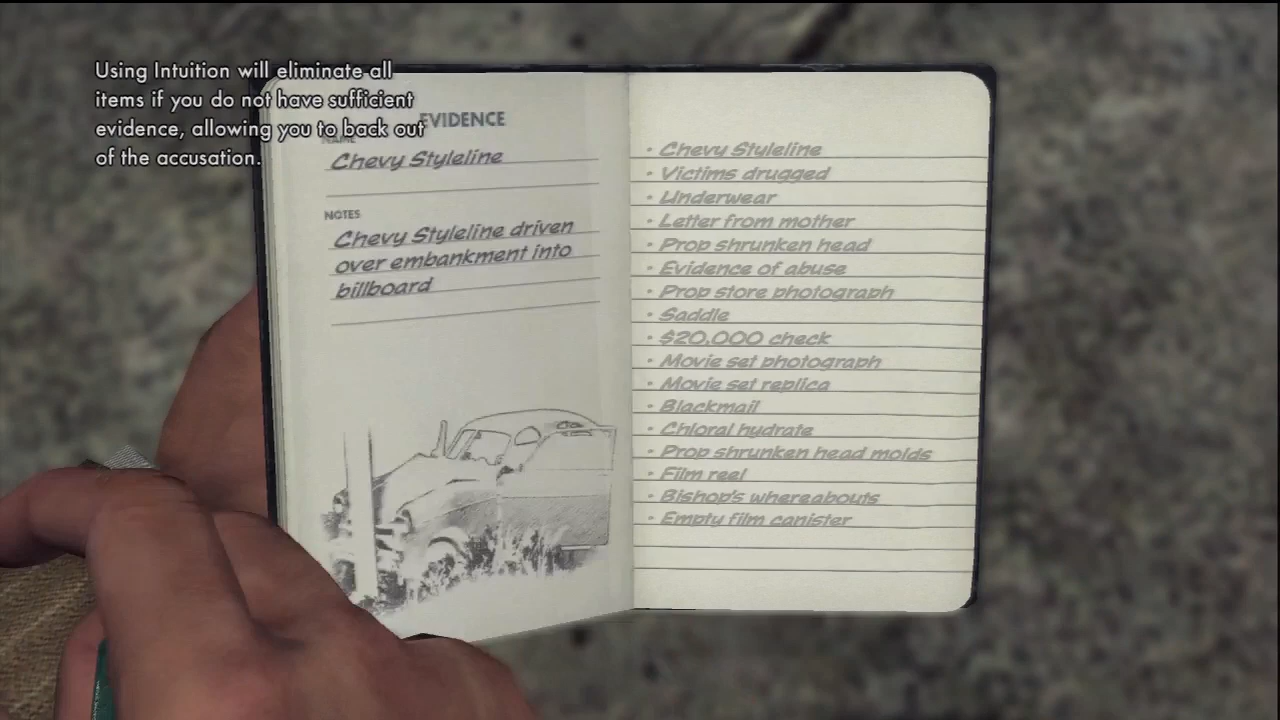 Using Intuition will eliminate all
items if you do not have sufficient
evidence, allowing you to back out
of the accusation.
EVIDENCE
NAME
Chevy Styleline
NOTES
Chevy Styleline driven
over embankment into
billboard
• Chevy Styleline
• Victims drugged
• Underwear
• Letter from mother
• Prop shrunken head
• Evidence of abuse
• Prop store photograph
• Saddle
• $20,000 check
• Movie set photograph
• Movie set replica
• Blackmail
• Chloral hydrate
• Prop shrunken head molds
• Film reel
• Bishop's whereabouts
• Empty film canister